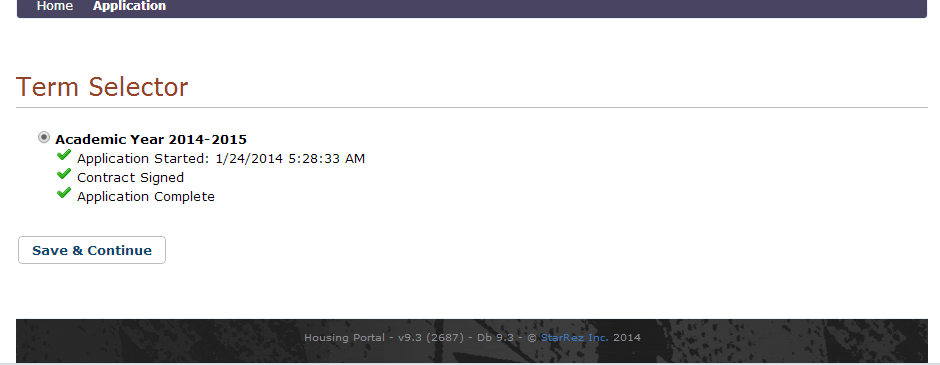 Home Application
Term Selector
Academic Year 2014-2015
Application Started: 1/24/2014 5:28:33 AM
Contract Signed
Application Complete
Save & Continue
Housing Portal - v9.3 (2687) - Db 9.3 - © StarRez Inc. 2014